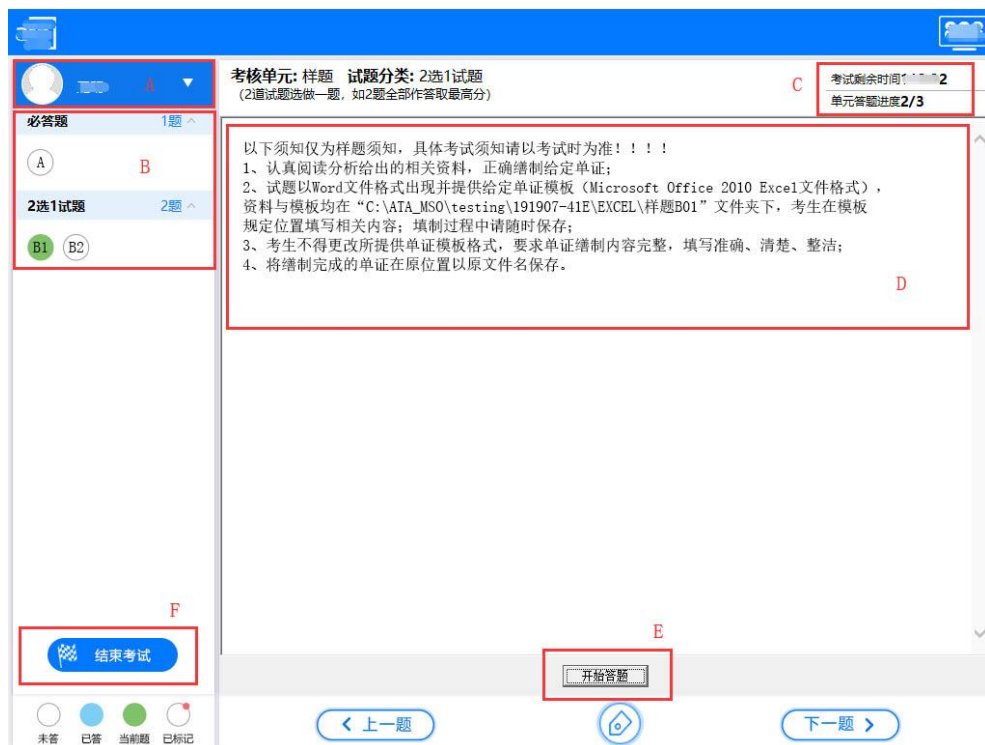 考核单元: 样题 试题分类: 2选1试题
(2道试题选做一题, 如2题全部作答取最高分)
A
C
考试剩余时间
单元答题进度2/3
必答题 1题
A
B
2选1试题 2题
B1 B2
以下须知仅为样题须知, 具体考试须知请以考试时为准!!!!
1、认真阅读分析给出的相关资料, 正确缮制给定单证;
2、试题以Word文件格式出现并提供给定单证模板 (Microsoft Office 2010 Excel文件格式),
资料与模板均在“C:\ATA_MSO\testing\191907-41E\EXCEL\样题B01”文件夹下, 考生在模板
规定位置填写相关内容; 填制过程中请随时保存;
3、考生不得更改所提供单证模板格式, 要求单证缮制内容完整, 填写准确、清楚、整洁;
4、将缮制完成的单证在原位置以原文件名保存。
D
F
结束考试
E
开始答题
未答 已答 当前题 已标记
上一题
下一题